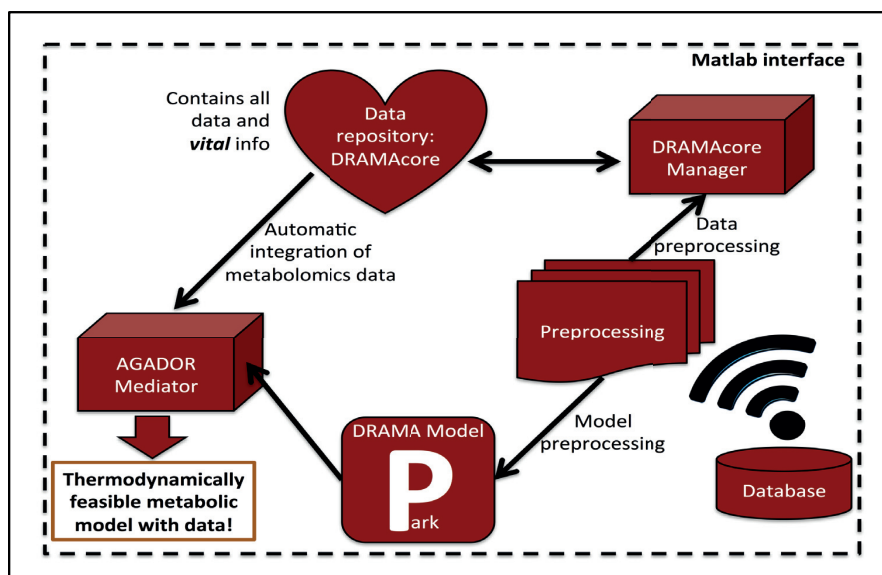 Matlab interface
Contains all
data and
vital info
Data
repository:
DRAMAcore
DRAMAcore
Manager
Automatic
integration of
metabolomics data
Data
preprocessing
Preprocessing
AGADOR
Mediator
Model
preprocessing
DRAMA Model
Park
Thermodynamically
feasible metabolic
model with data!
Database